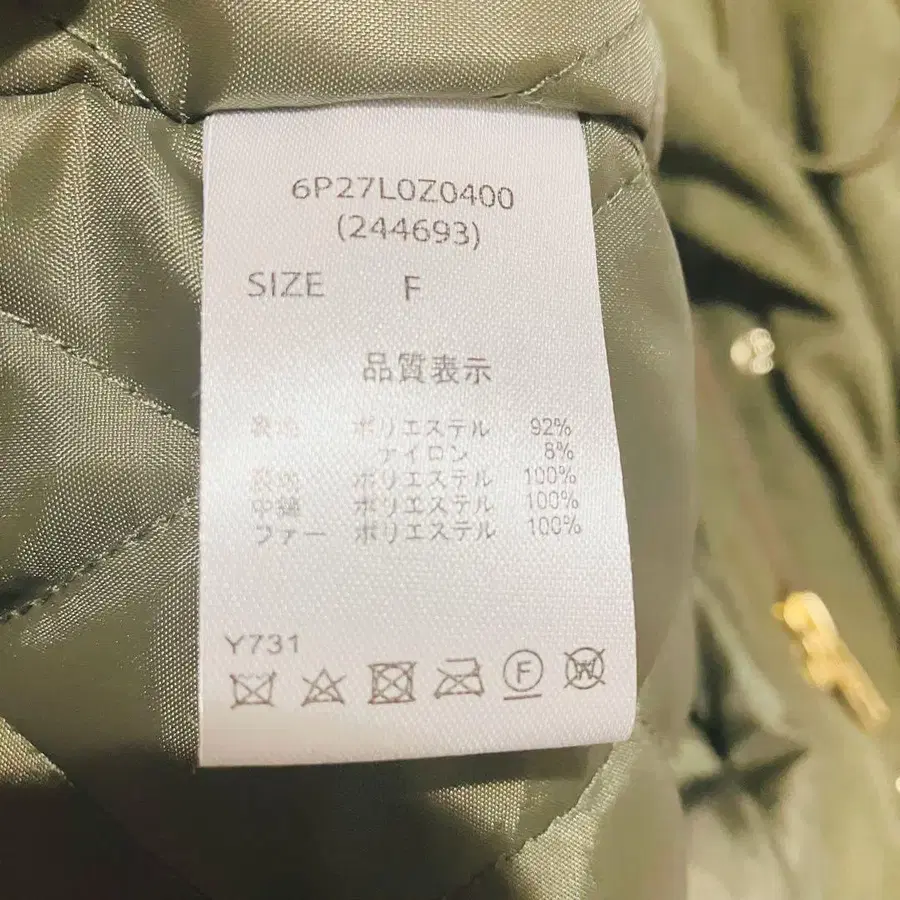 6P27L0Z0400
(244693)
SIZE F
品質表示
表地 ポリエステル 92%
ナイロン 8%
ポリエステル 100%
中綿 ポリエステル 100%
ファー ポリエステル 100%
Y731
F W